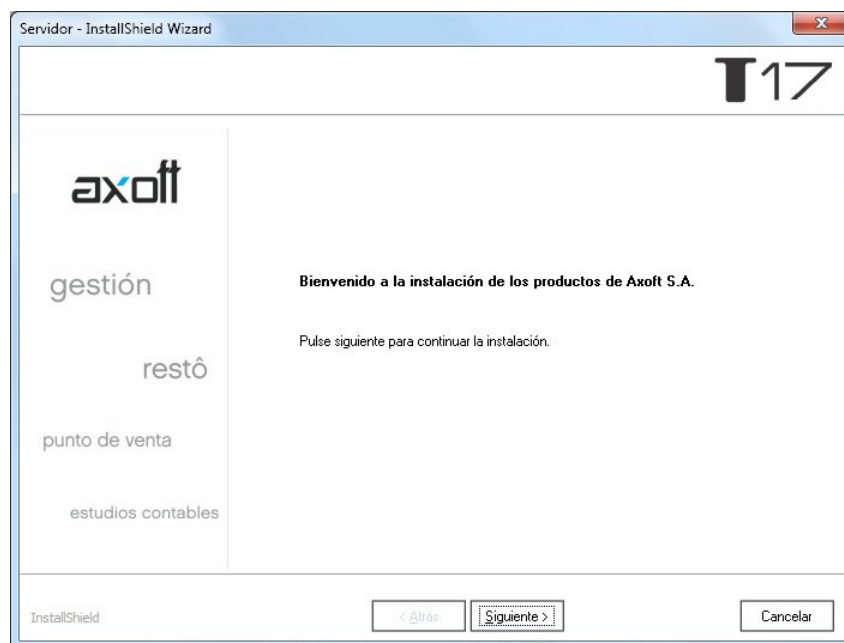 Servidor - InstallShield Wizard
T17
axoft
gestión
restô
punto de venta
estudios contables
Bienvenido a la instalación de los productos de Axoft S.A.
Pulse siguiente para continuar la instalación.
InstallShield
< Atrás
Siguiente >
Cancelar